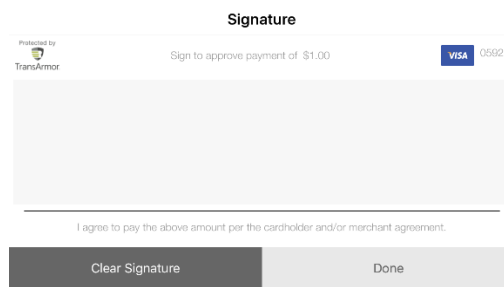 Signature
Protected by
TransArmor
Sign to approve payment of $1.00
VISA 0592
I agree to pay the above amount per the cardholder and/or merchant agreement.
Clear Signature
Done